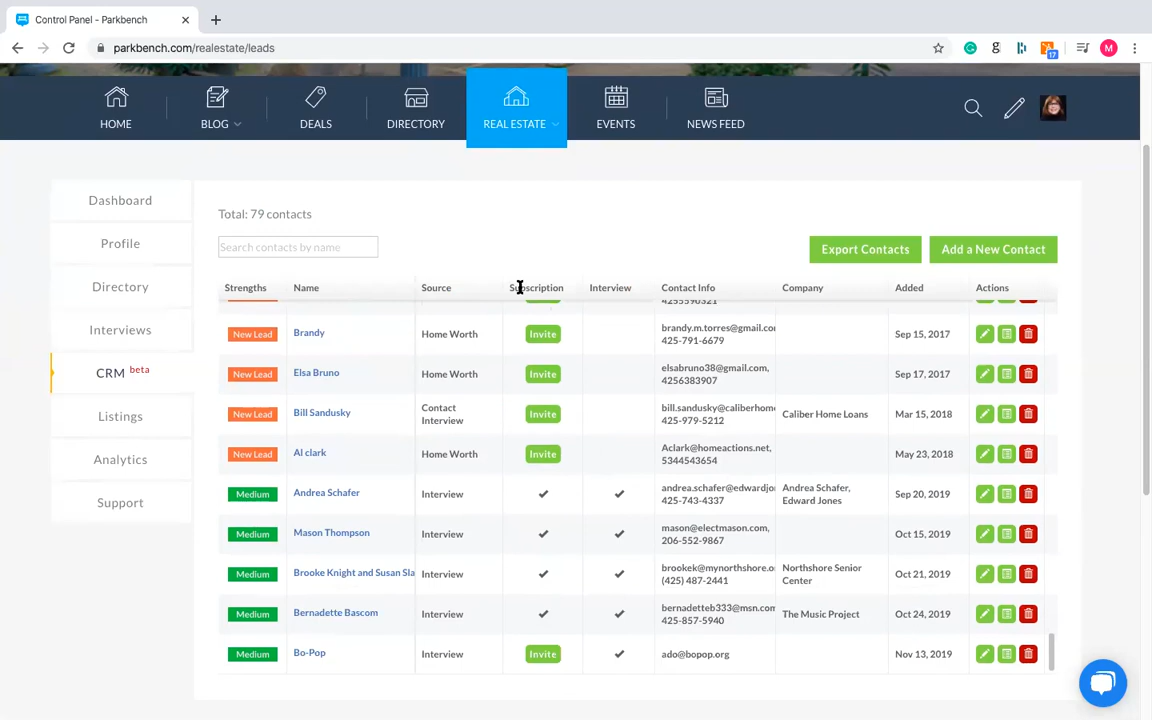 Control Panel - Parkbench
parkbench.com/realestate/leads
17
M
HOME
BLOG
DEALS
DIRECTORY
REAL ESTATE
EVENTS
NEWS FEED
Dashboard
Profile
Directory
Interviews
CRM beta
Listings
Analytics
Support
Total: 79 contacts
Search contacts by name
Export Contacts
Add a New Contact
Strengths Name Source Subscription Interview Contact Info Company Added Actions
4255590321
New Lead Brandy Home Worth Invite brandy.m.torres@gmail.com Sep 15, 2017
425-791-6679
New Lead Elsa Bruno Home Worth Invite elsabruno38@gmail.com, Sep 17, 2017
4256383907
New Lead Bill Sandusky Contact Invite bill.sandusky@caliberhome Caliber Home Loans Mar 15, 2018
Interview 425-979-5212
New Lead Al clark Home Worth Invite Aclark@homeactions.net, May 23, 2018
5344543654
Medium Andrea Schafer Interview andrea.schafer@edwardjo Andrea Schafer, Sep 20, 2019
425-743-4337 Edward Jones
Medium Mason Thompson Interview mason@electmason.com, Oct 15, 2019
206-552-9867
Medium Brooke Knight and Susan Sla Interview brookek@mynorthshore.o Northshore Senior Oct 21, 2019
(425) 487-2441 Center
Medium Bernadette Bascom Interview bernadetteb333@msn.com The Music Project Oct 24, 2019
425-857-5940
Medium Bo-Pop Interview Invite ado@bopop.org Nov 13, 2019